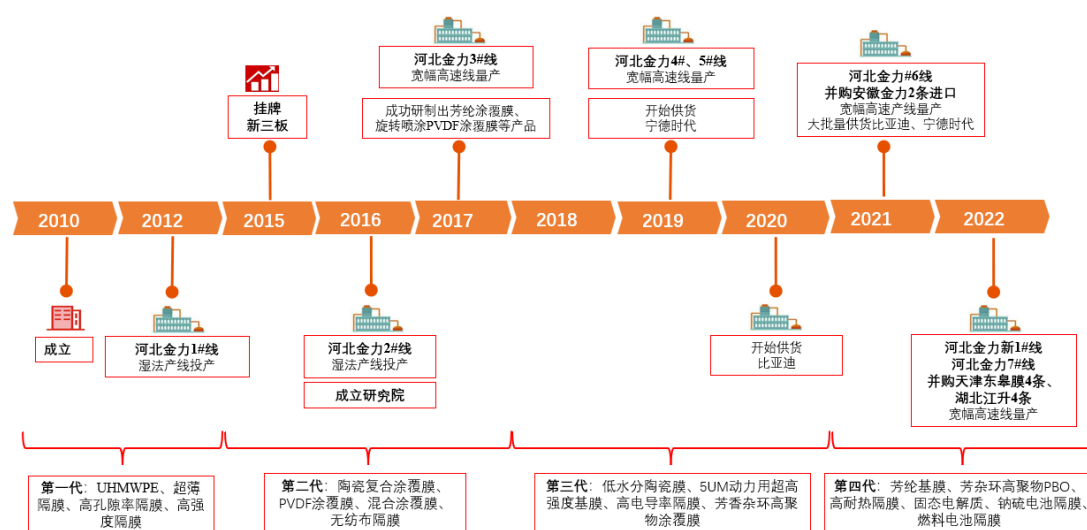 河北金力3#线
宽幅高速线量产
成功研制出芳纶涂覆膜、
旋转喷涂PVDF涂覆膜等产品
河北金力4#、5#线
宽幅高速线量产
开始供货
宁德时代
河北金力#6线
并购安徽金力2条进口
宽幅高速产线量产
大批量供货比亚迪、宁德时代
挂牌
新三板
2010
2012
2015
2016
2017
2018
2019
2020
2021
2022
成立
河北金力1#线
湿法产线投产
河北金力2#线
湿法产线投产
成立研究院
开始供货
比亚迪
河北金力新1#线
河北金力7#线
并购天津东皋膜4条、
湖北江升4条
宽幅高速线量产
第一代：UHMWPE、超薄
隔膜、高孔隙率隔膜、高强
度隔膜
第二代：陶瓷复合涂覆膜、
PVDF涂覆膜、混合涂覆膜、
无纺布隔膜
第三代：低水分陶瓷膜、5UM动力用超高
强度基膜、高电导率隔膜、芳香杂环高聚
物涂覆膜
第四代：芳纶基膜、芳杂环高聚物PBO、
高耐热隔膜、固态电解质、钠硫电池隔膜
燃料电池隔膜